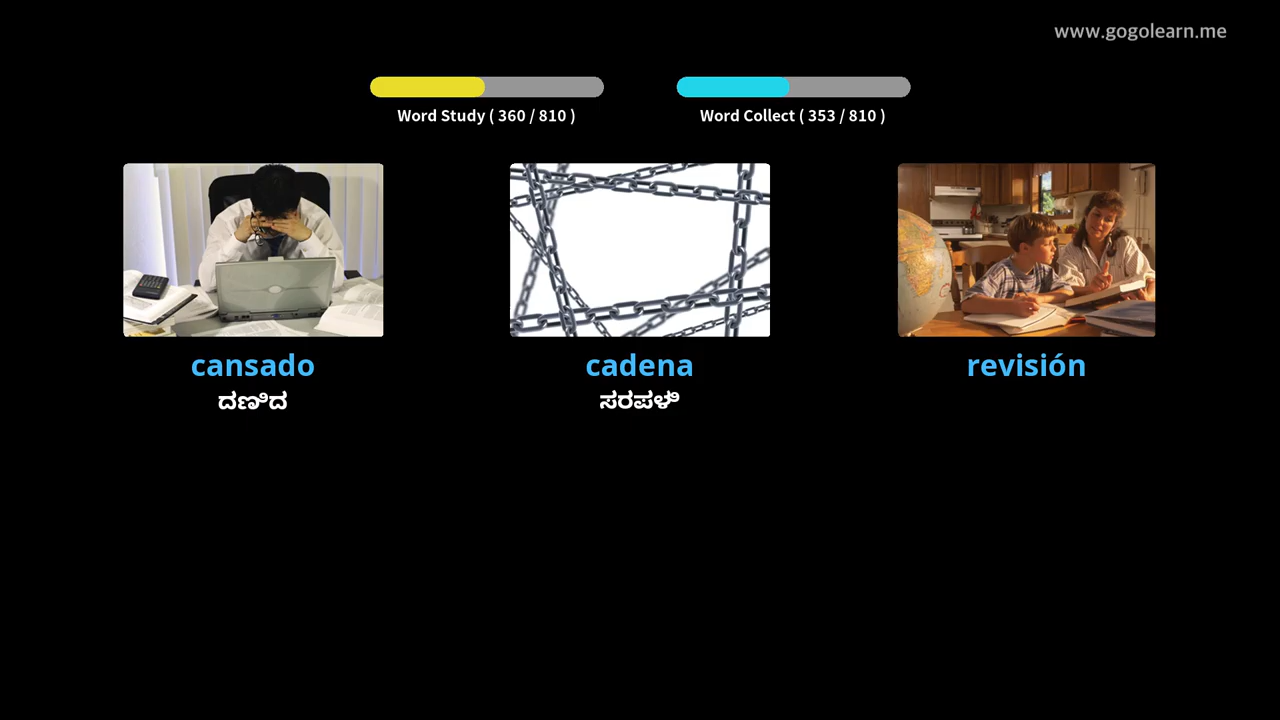 www.gogolearn.me
Word Study ( 360 / 810 )
Word Collect ( 353 / 810 )
cansado
cadena
revisión
ದಣಿದ
ಸರಪಳಿ